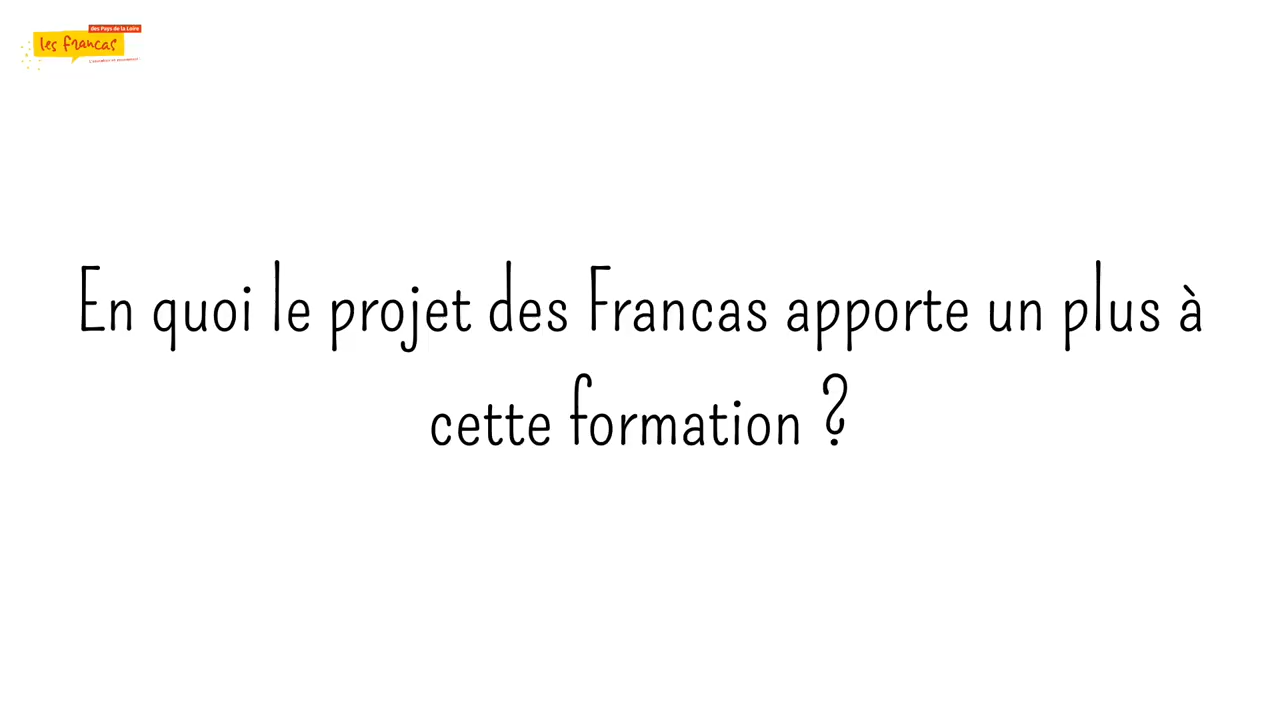 des Pays de la Loire
les francas
En quoi le projet des Francas apporte un plus à
cette formation ?